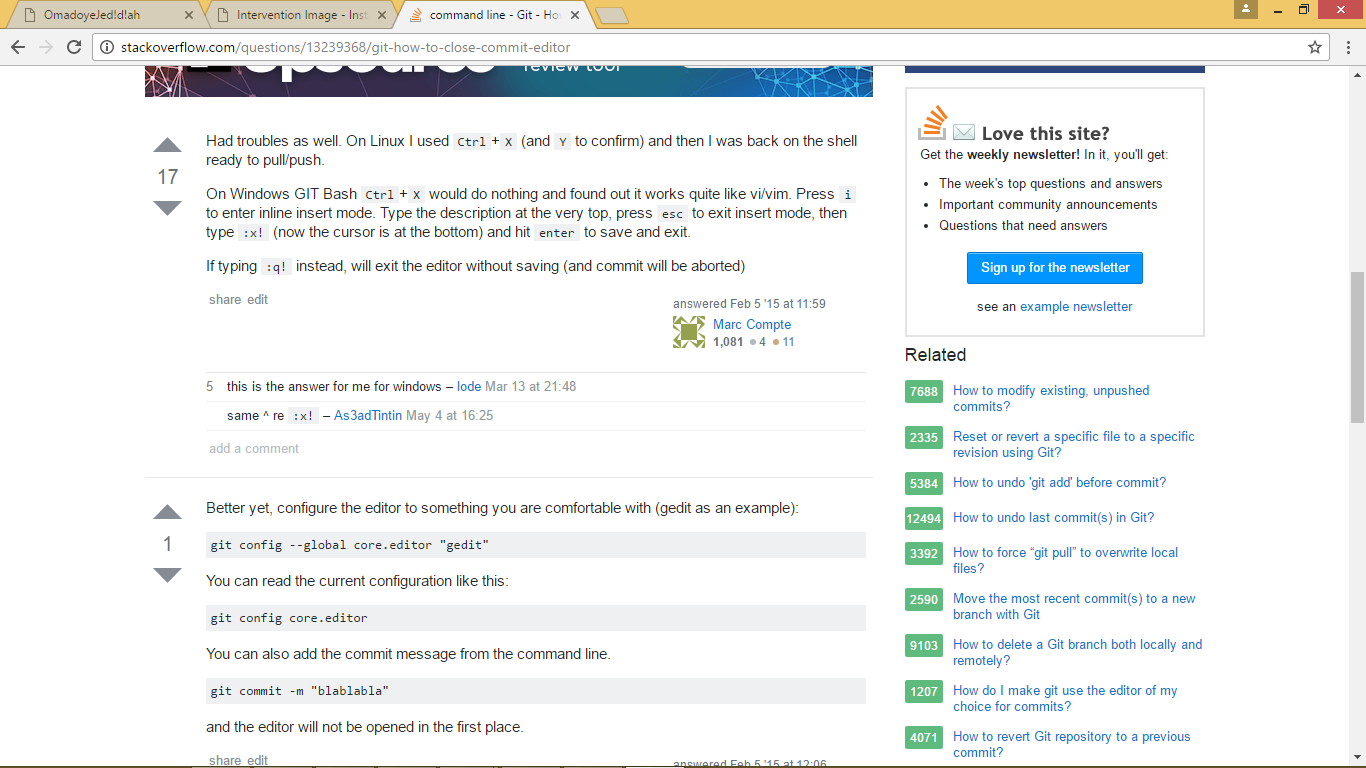 OmadoyeJed!d!ah
Intervention Image - Inst
command line - Git - Ho
stackoverflow.com/questions/13239368/git-how-to-close-commit-editor
review tool
17
Had troubles as well. On Linux I used Ctrl + X (and Y to confirm) and then I was back on the shell
ready to pull/push.
On Windows GIT Bash Ctrl + X would do nothing and found out it works quite like vi/vim. Press i
to enter inline insert mode. Type the description at the very top, press esc to exit insert mode, then
type :x! (now the cursor is at the bottom) and hit enter to save and exit.
If typing :q! instead, will exit the editor without saving (and commit will be aborted)
share edit
answered Feb 5 '15 at 11:59
Marc Compte
1,081 4 11
5 this is the answer for me for windows – lode Mar 13 at 21:48
same ^ re :x! – As3adTintin May 4 at 16:25
add a comment
1
Better yet, configure the editor to something you are comfortable with (gedit as an example):
git config --global core.editor "gedit"
You can read the current configuration like this:
git config core.editor
You can also add the commit message from the command line.
git commit -m "blablabla"
and the editor will not be opened in the first place.
share edit
answered Feb 5 '15 at 12:06
Love this site?
Get the weekly newsletter! In it, you'll get:
• The week's top questions and answers
• Important community announcements
• Questions that need answers
Sign up for the newsletter
see an example newsletter
Related
7688 How to modify existing, unpushed
commits?
2335 Reset or revert a specific file to a specific
revision using Git?
5384 How to undo 'git add' before commit?
12494 How to undo last commit(s) in Git?
3392 How to force “git pull” to overwrite local
files?
2590 Move the most recent commit(s) to a new
branch with Git
9103 How to delete a Git branch both locally and
remotely?
1207 How do I make git use the editor of my
choice for commits?
4071 How to revert Git repository to a previous
commit?